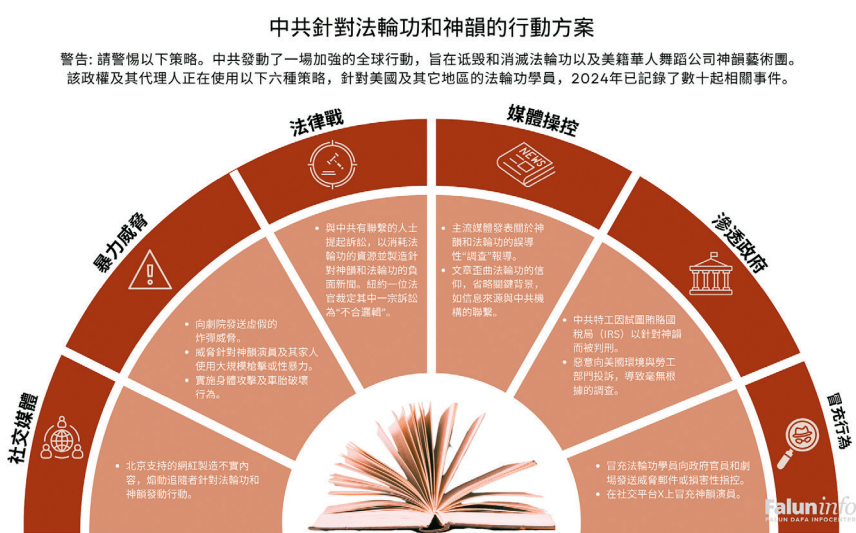 中共針對法輪功和神韻的行動方案
警告: 請警惕以下策略。中共發動了一場加強的全球行動，旨在诋毀和消滅法輪功以及美籍華人舞蹈公司神韻藝術團。
該政權及其代理人正在使用以下六種策略，針對美國及其它地區的法輪功學員，2024年已記錄了數十起相關事件。
社交媒體
• 北京支持的網紅製造不實內
容，煽動追隨者針對法輪功和
神韻發動行動。
暴力威脅
• 向劇院發送虛假的
炸彈威脅。
• 威脅針對神韻演員及其家人
使用大規模槍擊或性暴力。
• 實施身體攻擊及車胎破壞
行為。
法律戰
• 與中共有聯繫的人士
提起訴訟，以消耗法
輪功的資源並製造針
對神韻和法輪功的負
面新聞。紐約一位法
官裁定其中一宗訴訟
為“不合邏輯”。
媒體操控
NEWS
• 主流媒體發表關於神
韻和法輪功的誤導
性“調查”報導。
• 文章歪曲法輪功的信
仰，省略關鍵背景，
如信息來源與中共機
構的聯繫。
滲透政府
• 中共特工因試圖賄賂國
稅局（IRS）以針對神韻
而被判刑。
• 惡意向美國環境與勞工
部門投訴，導致毫無根
據的調查。
冒充行為
• 冒充法輪功學員向政府官員和劇
場發送威脅郵件或損害性指控。
• 在社交平台X上冒充神韻演員。
Faluninfo
FALUN DAFA INFOCENTER